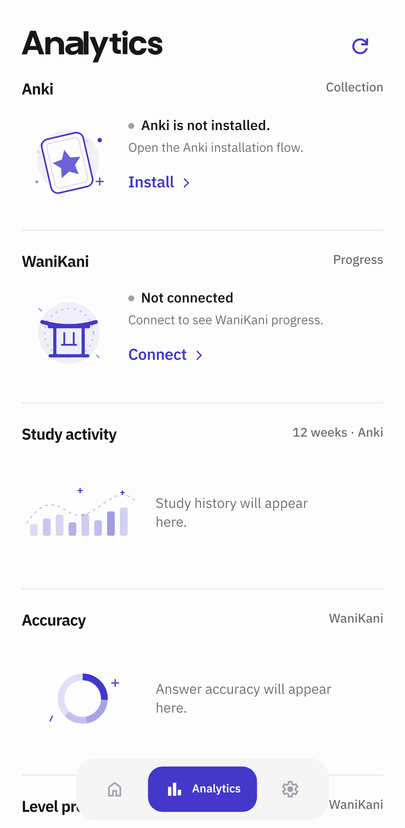 Analytics
Anki
Collection
Anki is not installed.
Open the Anki installation flow.
Install
WaniKani
Progress
Not connected
Connect to see WaniKani progress.
Connect
Study activity
12 weeks · Anki
Study history will appear
here.
Accuracy
WaniKani
Answer accuracy will appear
here.
Level
WaniKani
Analytics